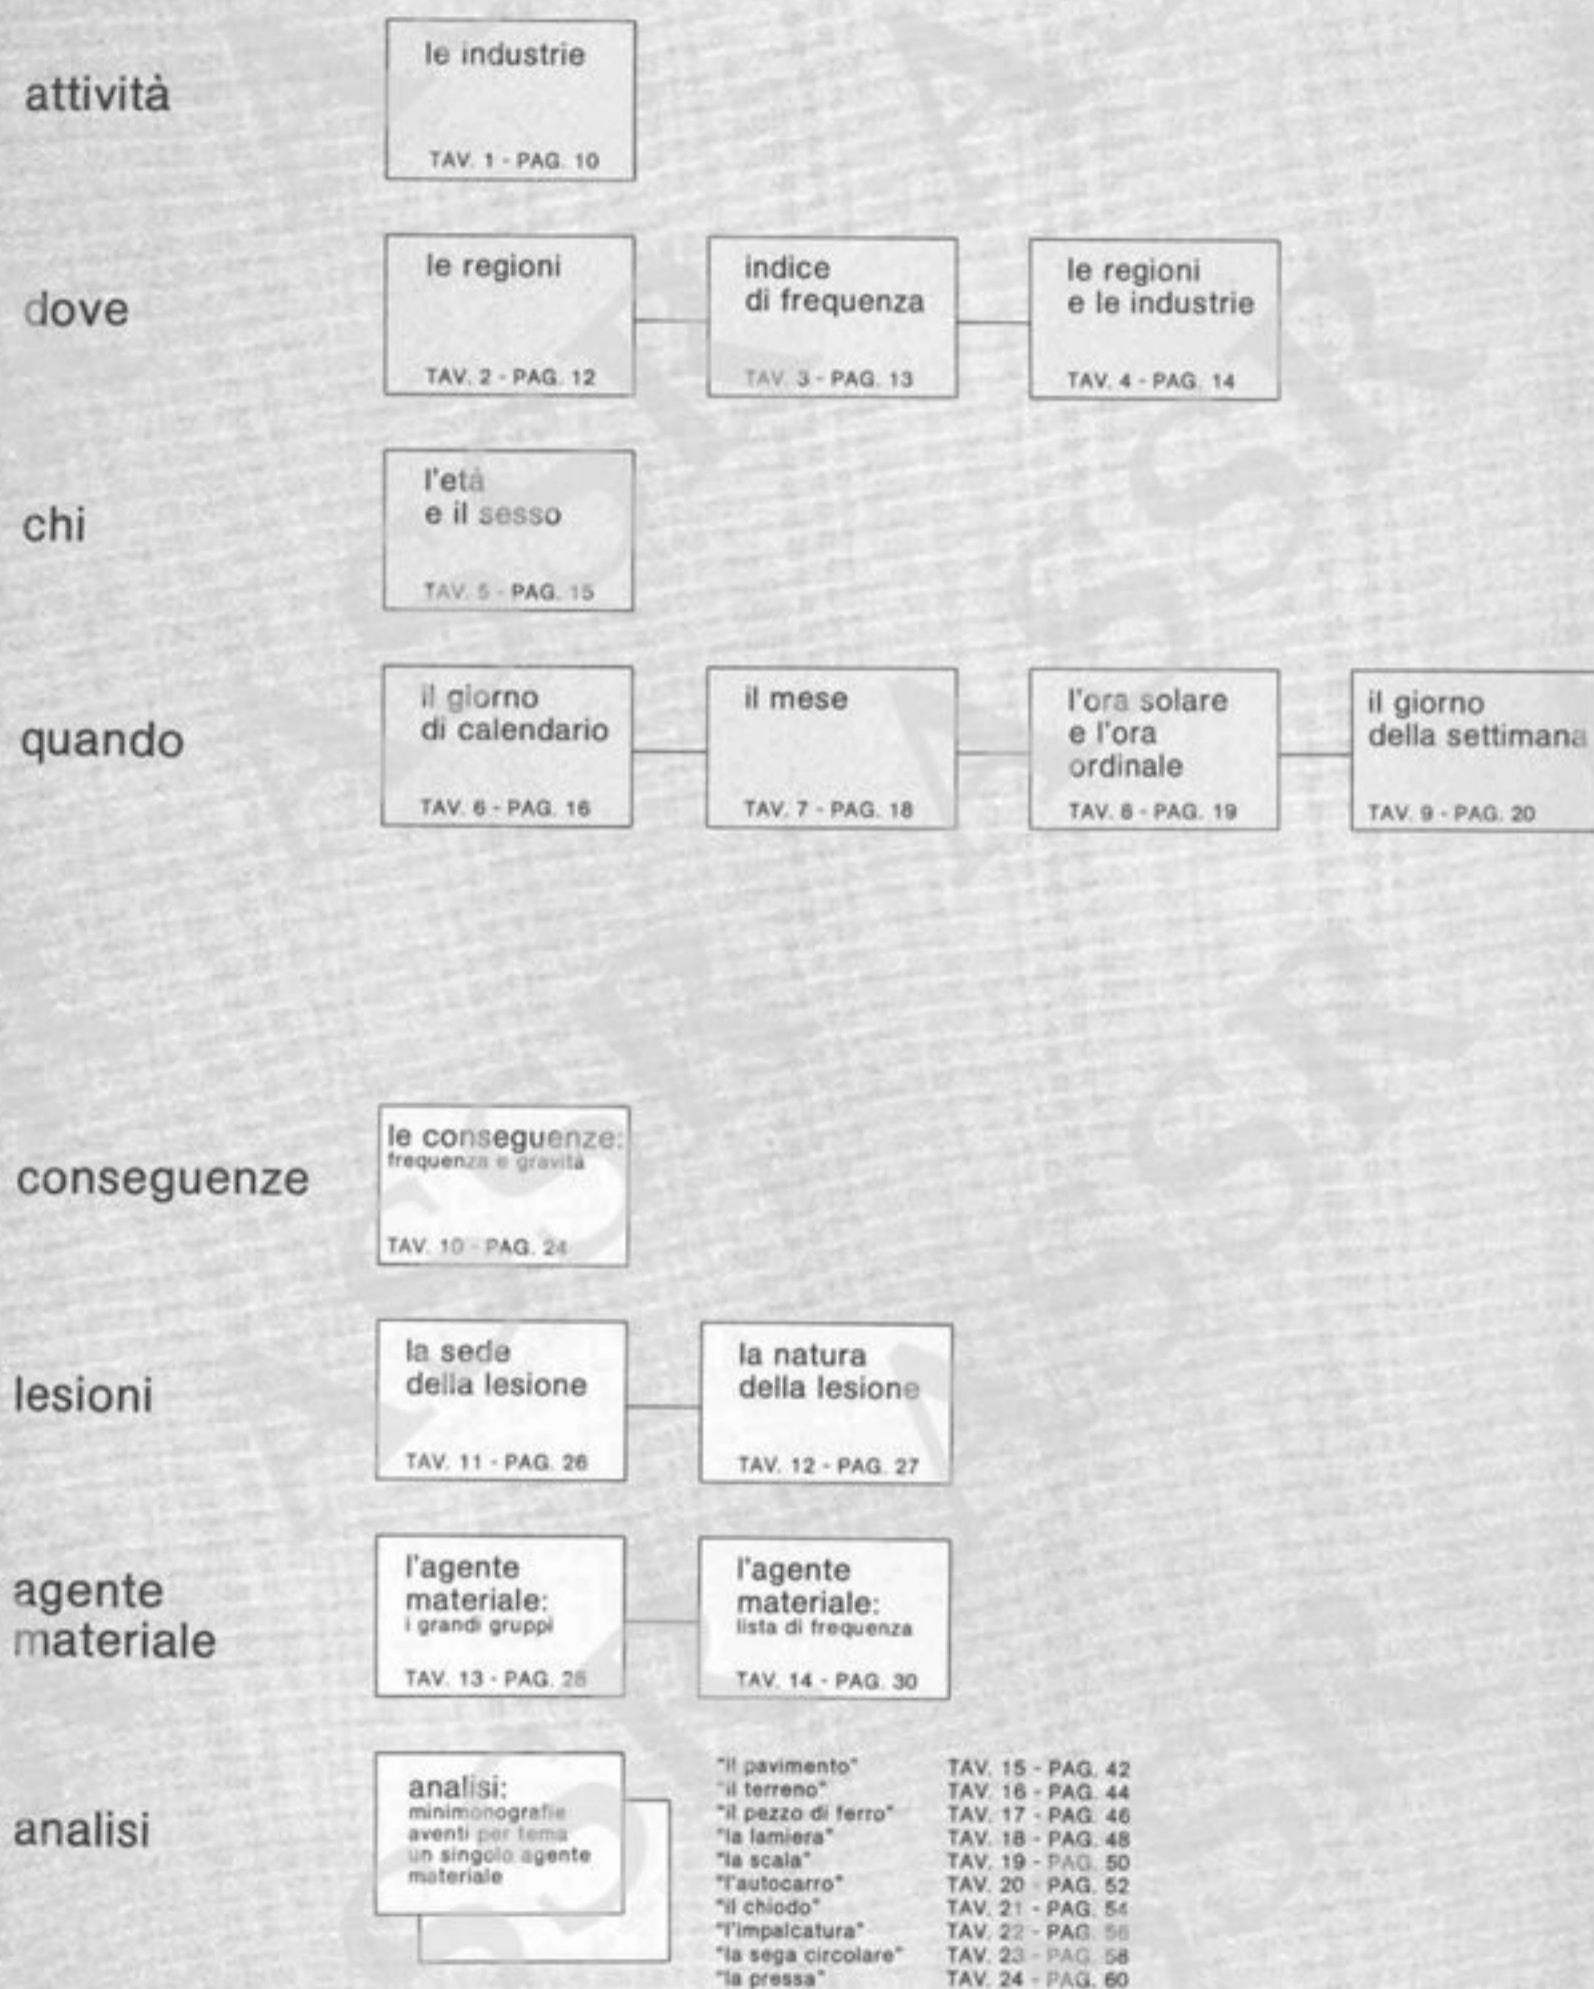 attività
le industrie
TAV. 1 - PAG. 10
dove
le regioni
TAV. 2 - PAG. 12
indice
di frequenza
TAV. 3 - PAG. 13
le regioni
e le industrie
TAV. 4 - PAG. 14
chi
l'età
e il sesso
TAV. 5 - PAG. 15
quando
il giorno
di calendario
TAV. 6 - PAG. 16
il mese
TAV. 7 - PAG. 18
l'ora solare
e l'ora
ordinale
TAV. 8 - PAG. 19
il giorno
della settimana
TAV. 9 - PAG. 20
conseguenze
le conseguenze:
frequenza e gravità
TAV. 10 - PAG. 24
lesioni
la sede
della lesione
TAV. 11 - PAG. 26
la natura
della lesione
TAV. 12 - PAG. 27
agente
materiale
l'agente
materiale:
i grandi gruppi
TAV. 13 - PAG. 28
l'agente
materiale:
lista di frequenza
TAV. 14 - PAG. 30
analisi
analisi:
minimonografie
aventi per tema
un singolo agente
materiale
"il pavimento" TAV. 15 - PAG. 42
"il terreno" TAV. 16 - PAG. 44
"il pezzo di ferro" TAV. 17 - PAG. 46
"la lamiera" TAV. 18 - PAG. 48
"la scala" TAV. 19 - PAG. 50
"l'autocarro" TAV. 20 - PAG. 52
"il chiodo" TAV. 21 - PAG. 54
"l'impalcatura" TAV. 22 - PAG. 56
"la sega circolare" TAV. 23 - PAG. 58
"la pressa" TAV. 24 - PAG. 60